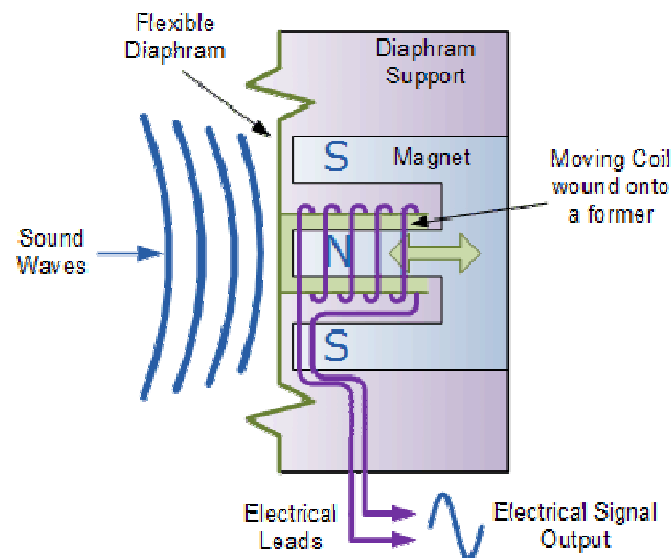 Flexible
Diaphram
Diaphram
Support
S
Magnet
Moving Coil
wound onto
a former
Sound
Waves
N
S
Electrical
Leads
Electrical Signal
Output